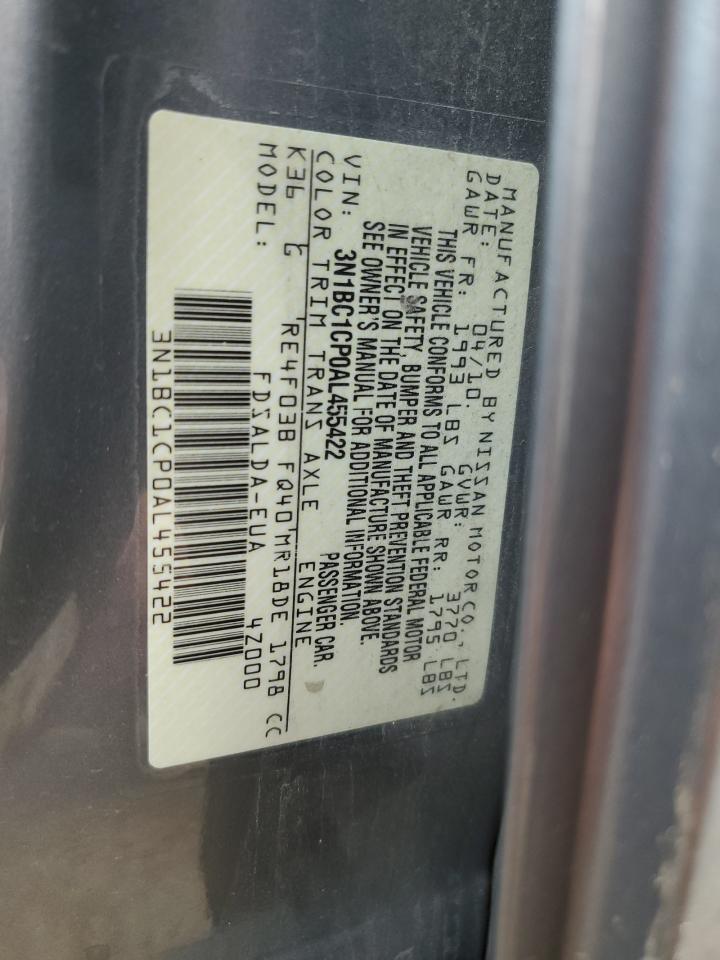 MANUFACTURED BY NISSAN MOTOR CO., LTD.
DATE: 04/10. GVWR: 3770 LBS
GAWR FR: 1993 LBS GAWR RR: 1795 LBS
THIS VEHICLE CONFORMS TO ALL APPLICABLE FEDERAL MOTOR
VEHICLE SAFETY, BUMPER AND THEFT PREVENTION STANDARDS
IN EFFECT ON THE DATE OF MANUFACTURE SHOWN ABOVE.
SEE OWNER'S MANUAL FOR ADDITIONAL INFORMATION.
VIN: 3N1BC1CP0AL455422 PASSENGER CAR.
COLOR TRIM TRANS AXLE ENGINE
K36 G RE4F03B FQ40 MR18DE 1798 CC
MODEL: FDSALDA-EUA 4Z000
3N1BC1CP0AL455422